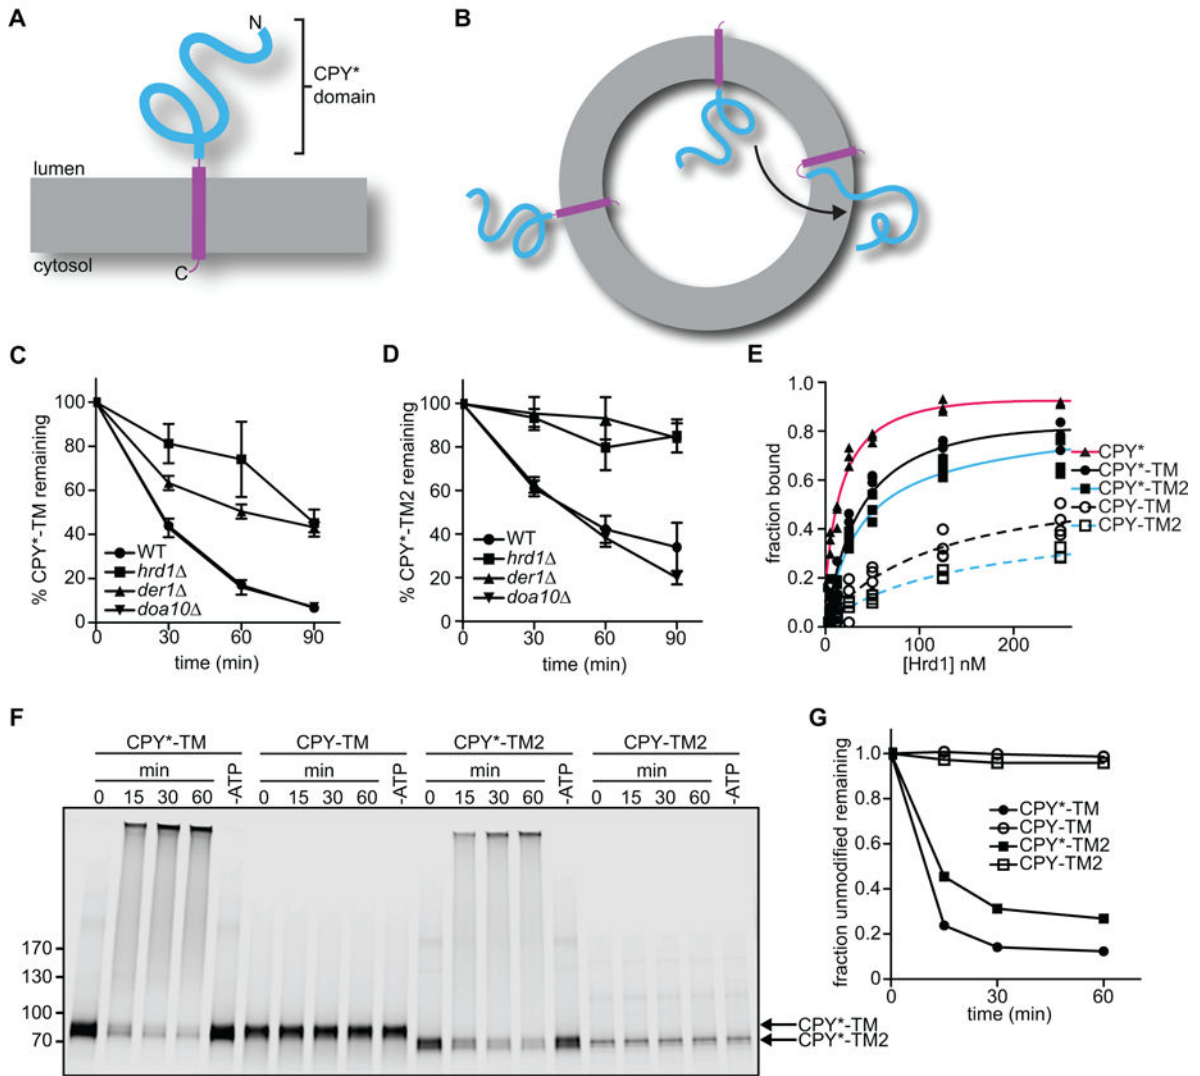 A
N
CPY*
domain
lumen
cytosol
C
B
C
% CPY*-TM remaining
100
80
60
40
20
0
WT
hrd1Δ
der1Δ
doa10Δ
0 30 60 90
time (min)
D
% CPY*-TM2 remaining
100
80
60
40
20
0
WT
hrd1Δ
der1Δ
doa10Δ
0 30 60 90
time (min)
E
fraction bound
1.0
0.8
0.6
0.4
0.2
0.0
0 100 200
[Hrd1] nM
CPY*
CPY*-TM
CPY*-TM2
CPY-TM
CPY-TM2
F
CPY*-TM CPY-TM CPY*-TM2 CPY-TM2
min -ATP min -ATP min -ATP min -ATP
0 15 30 60 0 15 30 60 0 15 30 60 0 15 30 60
170
130
100
70
CPY*-TM
CPY*-TM2
G
fraction unmodified remaining
1.0
0.8
0.6
0.4
0.2
0
CPY*-TM
CPY-TM
CPY*-TM2
CPY-TM2
0 30 60
time (min)